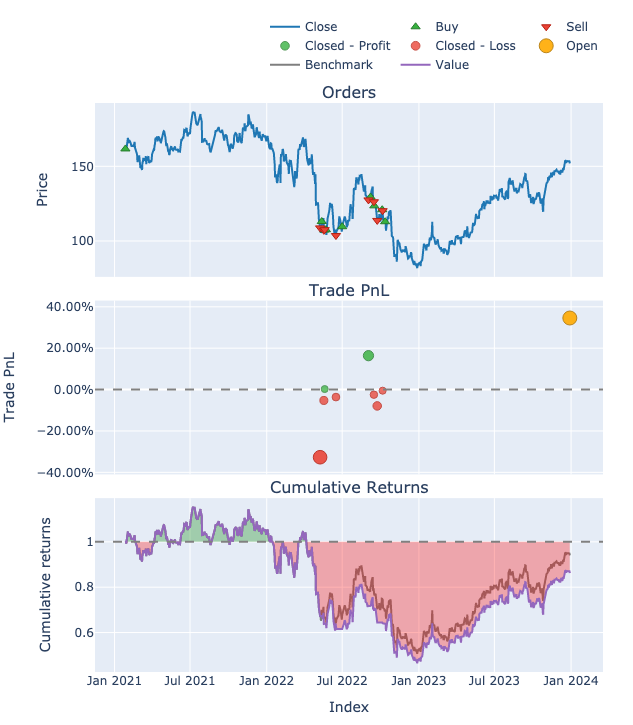 Close Buy Sell
Closed - Profit Closed - Loss Open
Benchmark Value
Orders
150
100
Price
Trade PnL
40.00%
20.00%
0.00%
−20.00%
−40.00%
Trade PnL
Cumulative Returns
1
0.8
0.6
Cumulative returns
Jan 2021 Jul 2021 Jan 2022 Jul 2022 Jan 2023 Jul 2023 Jan 2024
Index